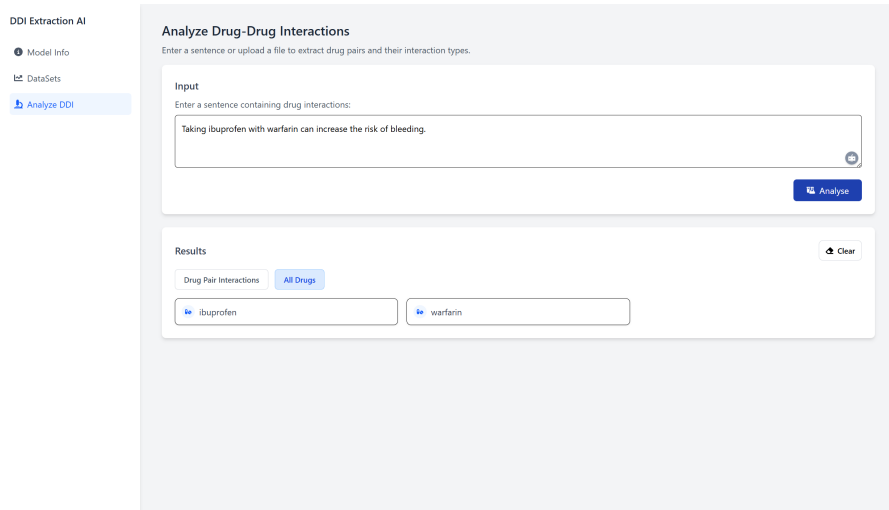 DDI Extraction AI
Model Info
DataSets
Analyze DDI
Analyze Drug-Drug Interactions
Enter a sentence or upload a file to extract drug pairs and their interaction types.
Input
Enter a sentence containing drug interactions:
Taking ibuprofen with warfarin can increase the risk of bleeding.
Analyse
Results
Clear
Drug Pair Interactions
All Drugs
ibuprofen
warfarin